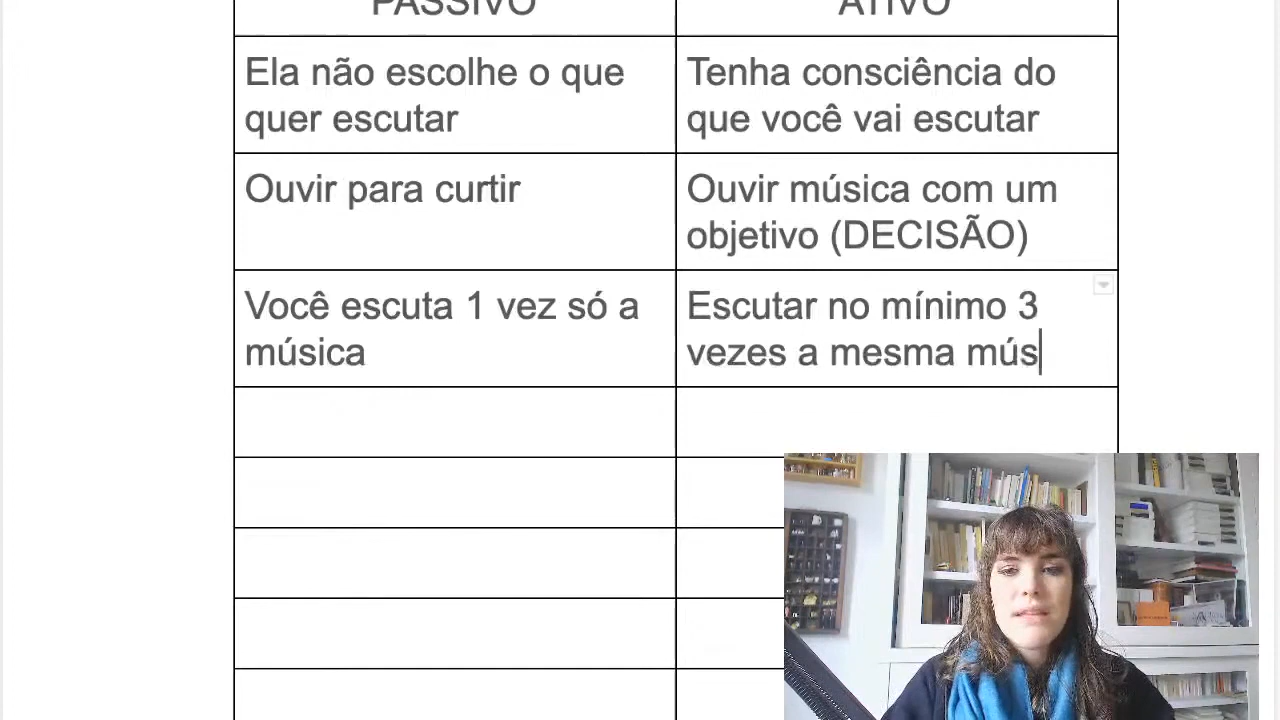 PASSIVO
ATIVO
Ela não escolhe o que
quer escutar
Tenha consciência do
que você vai escutar
Ouvir para curtir
Ouvir música com um
objetivo (DECISÃO)
Você escuta 1 vez só a
música
Escutar no mínimo 3
vezes a mesma mús